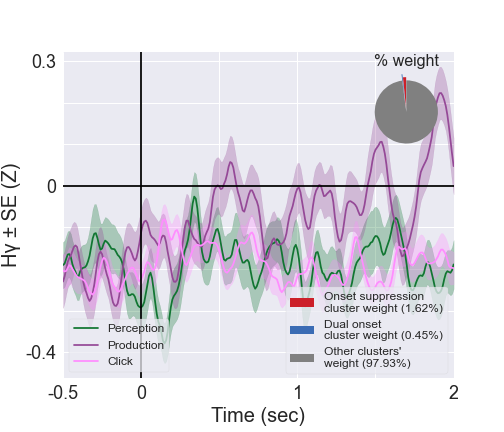 % weight
0.3
0
-0.4
Hγ ± SE (Z)
Perception
Production
Click
Onset suppression
cluster weight (1.62%)
Dual onset
cluster weight (0.45%)
Other clusters'
weight (97.93%)
-0.5
0
1
2
Time (sec)